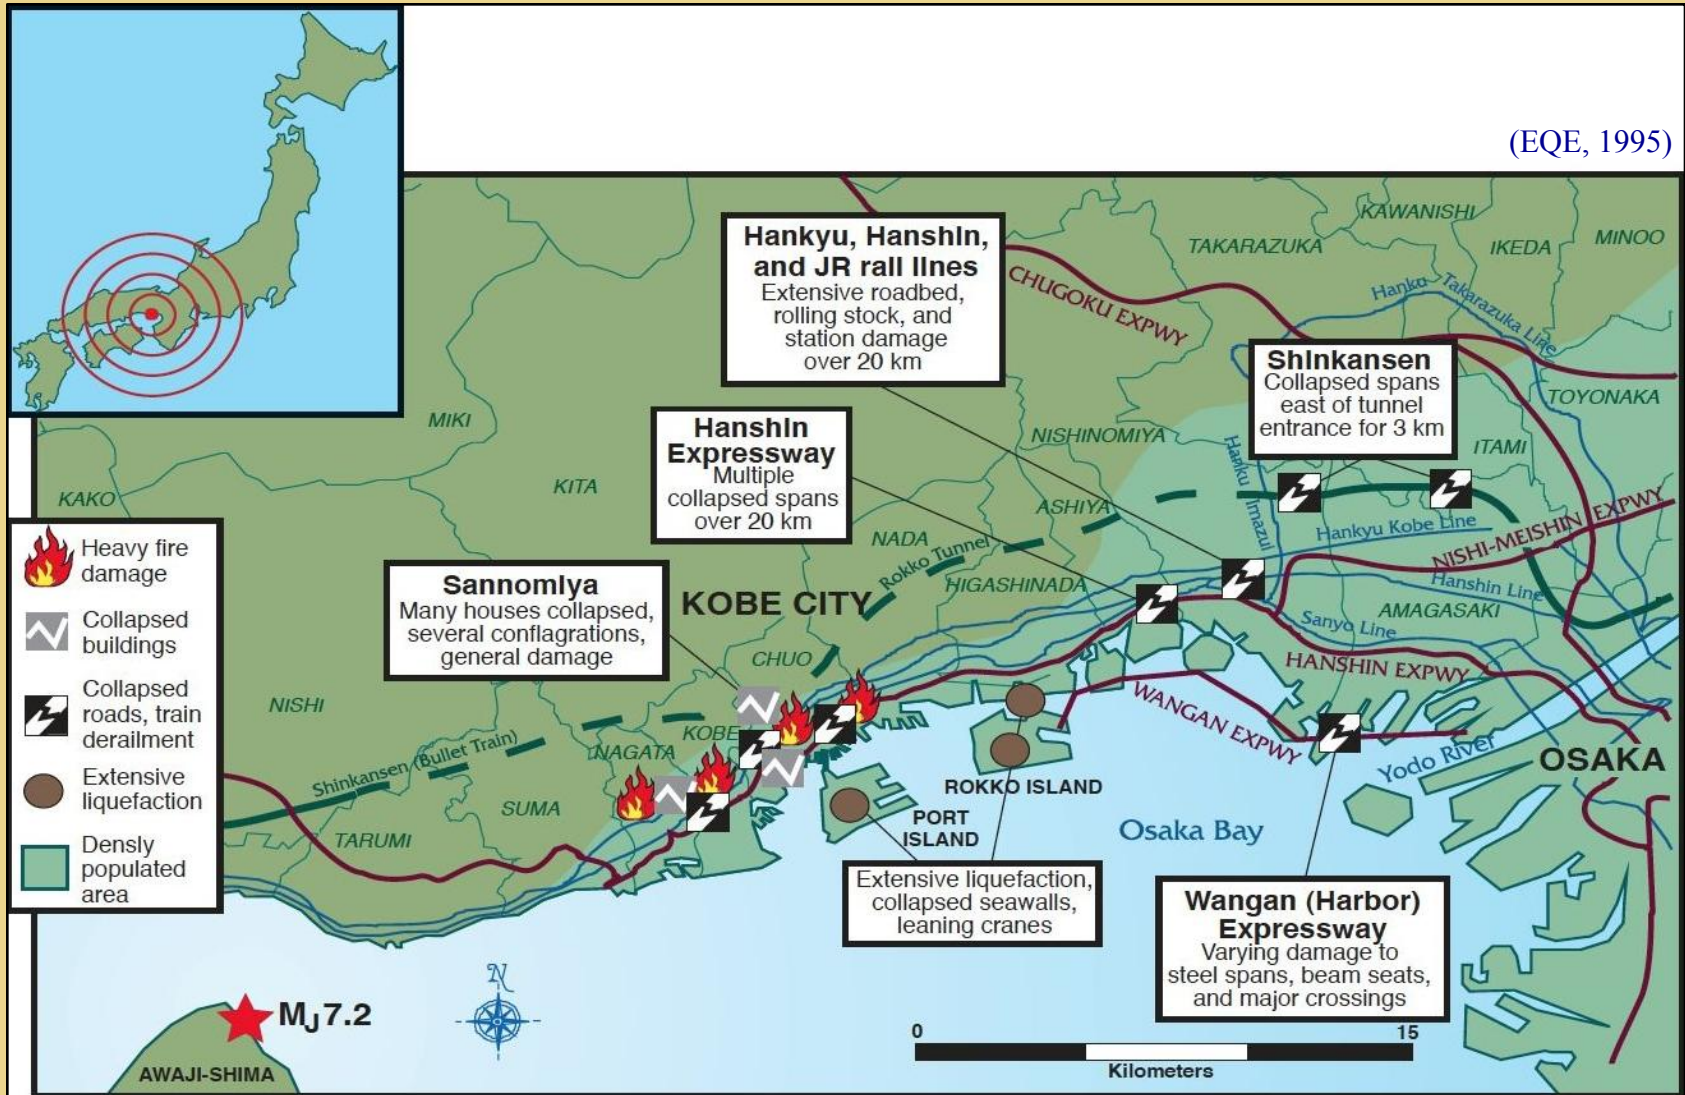 (EQE, 1995)
KAWANISHI
TAKARAZUKA
IKEDA
MINOO
Hankyu, Hanshin,
and JR rail lines
Extensive roadbed,
rolling stock, and
station damage
over 20 km
CHUGOKU EXPWY
Hanku Takarazuka Line
Shinkansen
Collapsed spans
east of tunnel
entrance for 3 km
TOYONAKA
MIKI
Hanshin
Expressway
Multiple
collapsed spans
over 20 km
NISHINOMIYA
Hanku Imazui
ITAMI
KAKO
KITA
ASHIYA
NADA
Rokko Tunnel
Hankyu Kobe Line
NISHI-MEISHIN EXPWY
HIGASHINADA
Hanshin Line
AMAGASAKI
Sanyo Line
HANSHIN EXPWY
Sannomiya
Many houses collapsed,
several conflagrations,
general damage
KOBE CITY
CHUO
WANGAN EXPWY
NISHI
KOBE
NAGATA
Shinkansen (Bullet Train)
SUMA
TARUMI
Yodo River
OSAKA
ROKKO ISLAND
PORT
ISLAND
Osaka Bay
Heavy fire
damage
Collapsed
buildings
Collapsed
roads, train
derailment
Extensive
liquefaction
Densly
populated
area
Extensive liquefaction,
collapsed seawalls,
leaning cranes
Wangan (Harbor)
Expressway
Varying damage to
steel spans, beam seats,
and major crossings
N
MJ 7.2
AWAJI-SHIMA
0 15
Kilometers